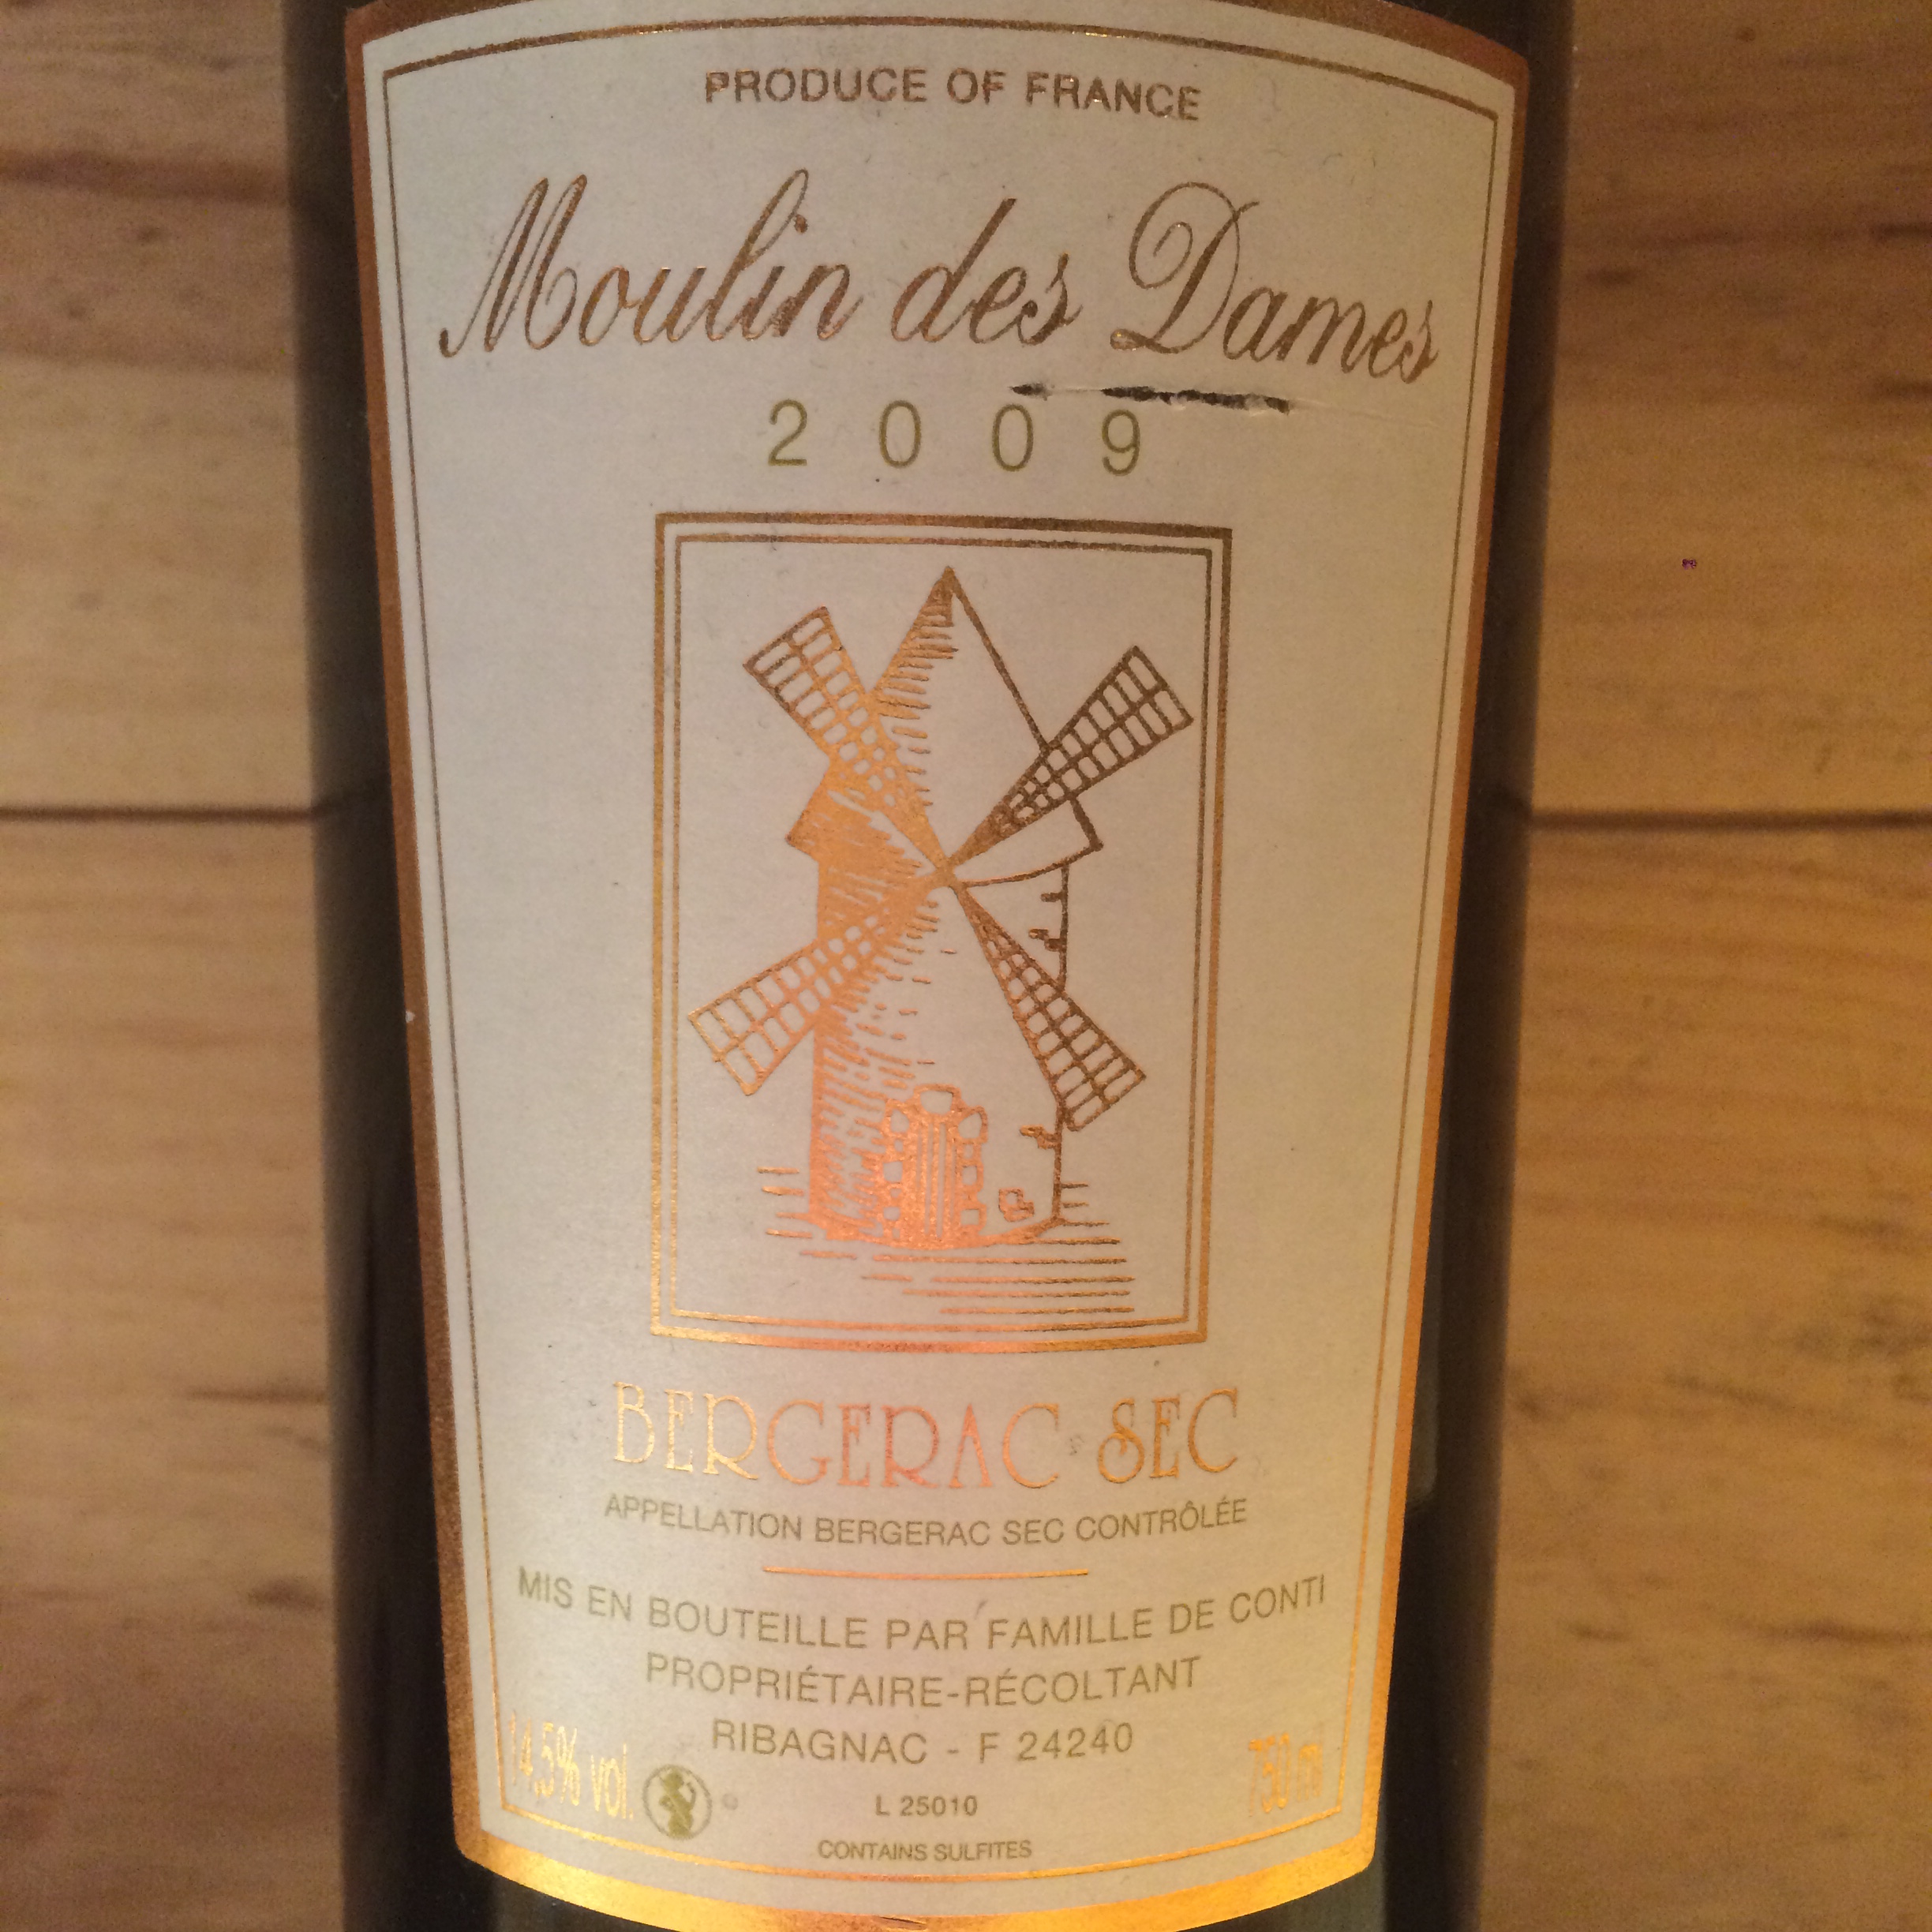 PRODUCE OF FRANCE
Moulin des Dames
2009
BERGERAC SEC
APPELLATION BERGERAC SEC CONTRÔLÉE
MIS EN BOUTEILLE PAR FAMILLE DE CONTI
PROPRIÉTAIRE-RÉCOLTANT
RIBAGNAC - F 24240
14,5% vol.
750 ml
L 25010
CONTAINS SULFITES